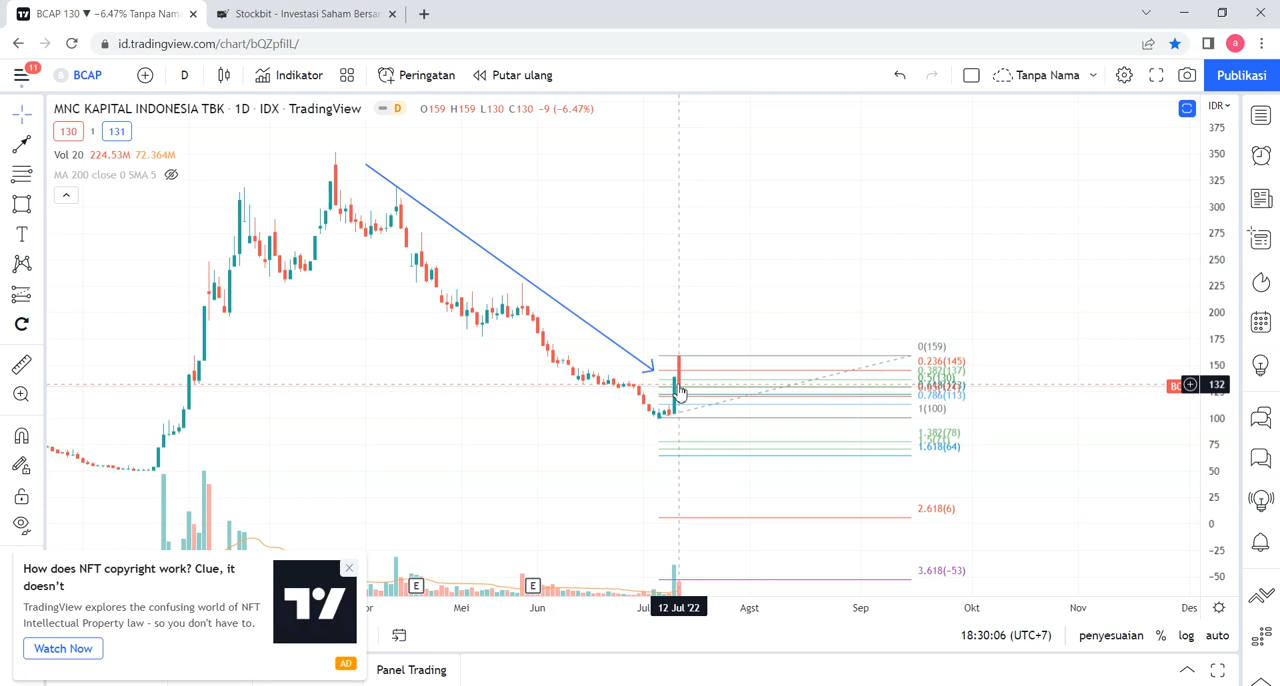 BCAP 130 ▼ −6.47% Tanpa Nam
Stockbit - Investasi Saham Bersar
id.tradingview.com/chart/bQZpfiIL/
a
11
B BCAP
D
Indikator
Peringatan
Putar ulang
Tanpa Nama
Publikasi
MNC KAPITAL INDONESIA TBK · 1D · IDX · TradingView
D
O159 H159 L130 C130 −9 (−6.47%)
IDR
130 1 131
Vol 20 224.53M 72.364M
MA 200 close 0 SMA 5
375
350
325
300
275
250
225
200
175
150
132
100
75
50
25
0
−25
−50
0(159)
0.236(145)
0.382(137)
0.5(130)
0.786(113)
1(100)
1.382(78)
1.618(64)
2.618(6)
3.618(−53)
E
E
Mei
Jun
12 Jul '22
Agst
Sep
Okt
Nov
Des
How does NFT copyright work? Clue, it
doesn't
TradingView explores the confusing world of NFT
Intellectual Property law - so you don't have to.
Watch Now
AD
18:30:06 (UTC+7)
penyesuaian
%
log
auto
Panel Trading